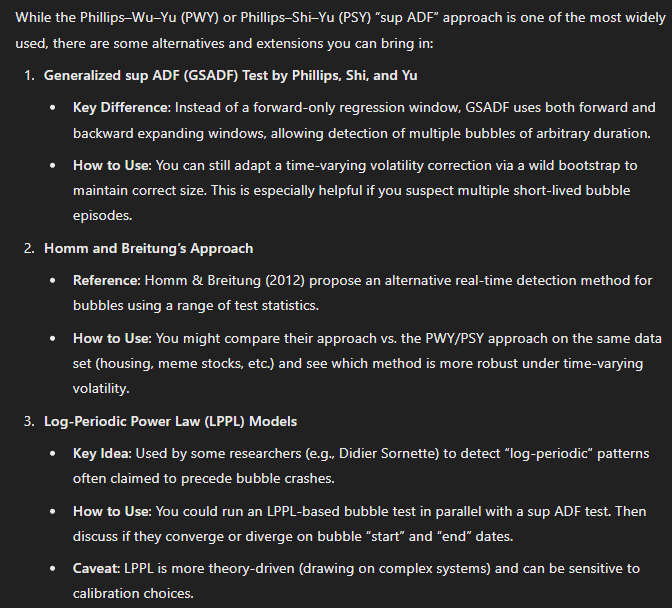 While the Phillips–Wu–Yu (PWY) or Phillips–Shi–Yu (PSY) "sup ADF" approach is one of the most widely
used, there are some alternatives and extensions you can bring in:
1. Generalized sup ADF (GSADF) Test by Phillips, Shi, and Yu
• Key Difference: Instead of a forward-only regression window, GSADF uses both forward and
backward expanding windows, allowing detection of multiple bubbles of arbitrary duration.
• How to Use: You can still adapt a time-varying volatility correction via a wild bootstrap to
maintain correct size. This is especially helpful if you suspect multiple short-lived bubble
episodes.
2. Homm and Breitung's Approach
• Reference: Homm & Breitung (2012) propose an alternative real-time detection method for
bubbles using a range of test statistics.
• How to Use: You might compare their approach vs. the PWY/PSY approach on the same data
set (housing, meme stocks, etc.) and see which method is more robust under time-varying
volatility.
3. Log-Periodic Power Law (LPPL) Models
• Key Idea: Used by some researchers (e.g., Didier Sornette) to detect "log-periodic" patterns
often claimed to precede bubble crashes.
• How to Use: You could run an LPPL-based bubble test in parallel with a sup ADF test. Then
discuss if they converge or diverge on bubble "start" and "end" dates.
• Caveat: LPPL is more theory-driven (drawing on complex systems) and can be sensitive to
calibration choices.